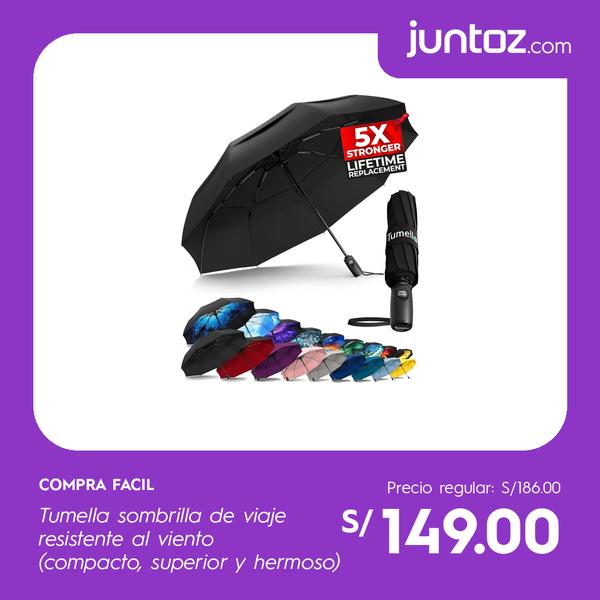 juntoz.com
5X
STRONGER
LIFETIME
REPLACEMENT
Tumella
COMPRA FACIL
Tumella sombrilla de viaje
resistente al viento
(compacto, superior y hermoso)
Precio regular: S/186.00
S/ 149.00